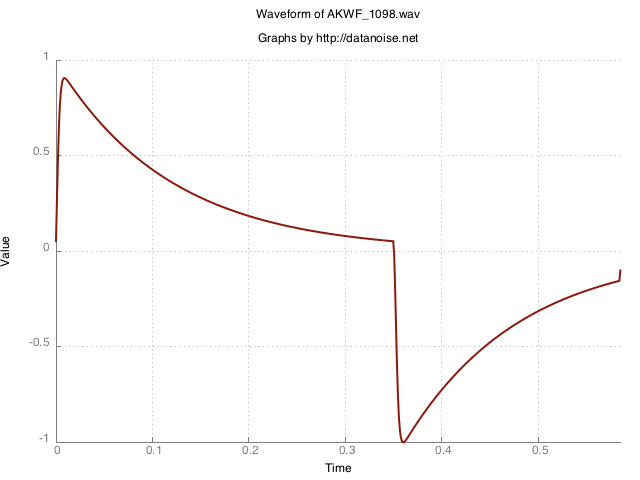 Waveform of AKWF_1098.wav
Graphs by http://datanoise.net
1
0.5
0
-0.5
-1
Value
0 0.1 0.2 0.3 0.4 0.5
Time